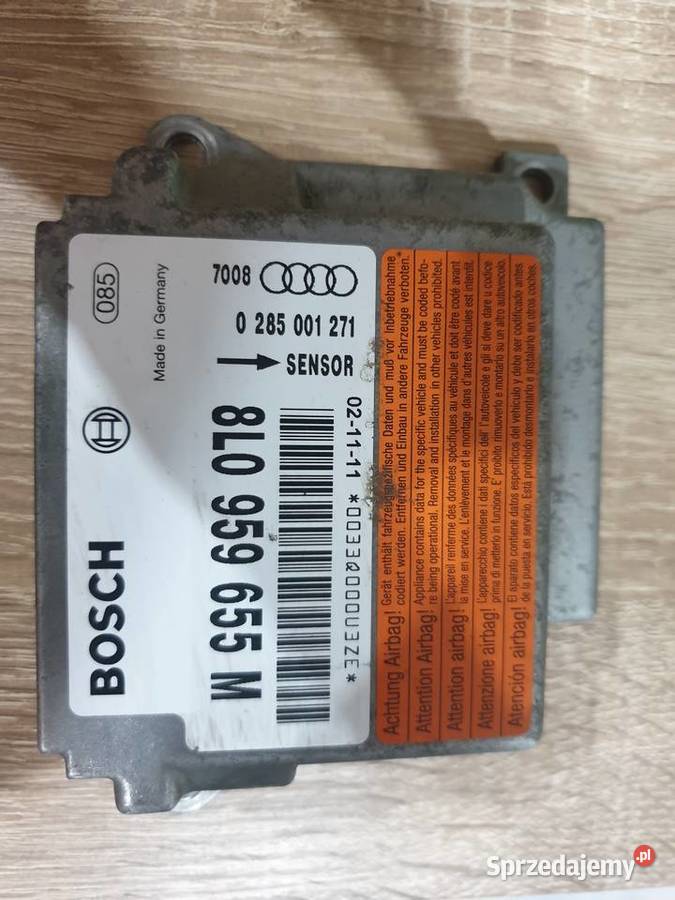 085
Made in Germany
BOSCH
7008
0 285 001 271
SENSOR
8L0 959 655 M
02-11-11 *0033Q000U3ZE*
Achtung Airbag! Gerät enthält fahrzeugspezifische Daten und muß vor Inbetriebnahme
codiert werden. Entfernen und Einbau in andere Fahrzeuge verboten.
Attention Airbag! Appliance contains data for the specific vehicle and must be coded befo-
re being operational. Removal and installation in other vehicles prohibited.
Attention airbag! L'appareil renferme des données spécifiques au véhicule et doit être codé avant
la mise en service. L'enlèvement et le montage dans d'autres véhicules est interdit.
Attenzione airbag! L'apparecchio contiene i dati specifici dell'autoveicole e gli si deve dare u codice
prima di metterlo in funzione. E' proibito rimuoverlo e montarlo su un altro autoveicolo.
Atención airbag! El aparato contiene datos específicos del vehículo y debe ser codificado antes
de la puesta en servicio. Está prohibido desmontarlo e instalarlo en otros coches.
Sprzedajemy.pl